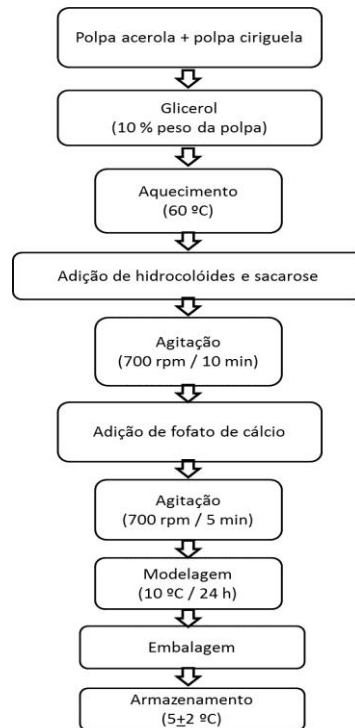 Polpa acerola + polpa ciriguela
Glicerol
(10 % peso da polpa)
Aquecimento
(60 ºC)
Adição de hidrocolóides e sacarose
Agitação
(700 rpm / 10 min)
Adição de fofato de cálcio
Agitação
(700 rpm / 5 min)
Modelagem
(10 ºC / 24 h)
Embalagem
Armazenamento
(5±2 ºC)